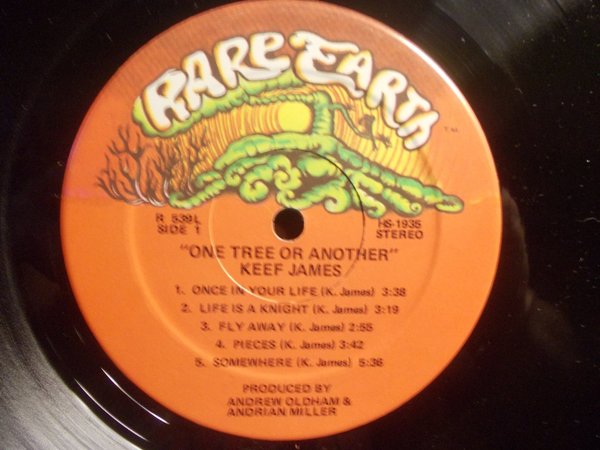 RARE EARTH
R 539L
SIDE 1
HS-1935
STEREO
"ONE TREE OR ANOTHER"
KEEF JAMES
1. ONCE IN YOUR LIFE (K. James) 3:38
2. LIFE IS A KNIGHT (K. James) 3:19
3. FLY AWAY (K. James) 2:55
4. PIECES (K. James) 3:42
5. SOMEWHERE (K. James) 5:36
PRODUCED BY
ANDREW OLDHAM &
ANDRIAN MILLER